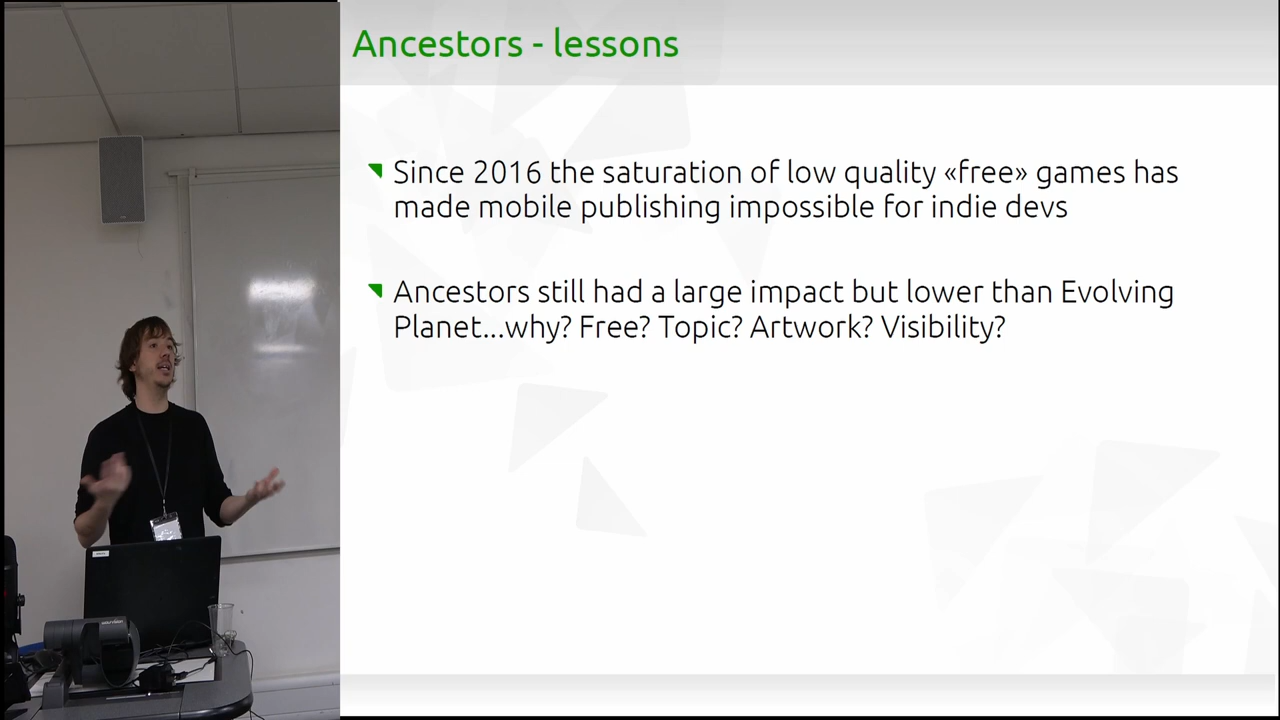 Ancestors - lessons
Since 2016 the saturation of low quality «free» games has
made mobile publishing impossible for indie devs
Ancestors still had a large impact but lower than Evolving
Planet...why? Free? Topic? Artwork? Visibility?